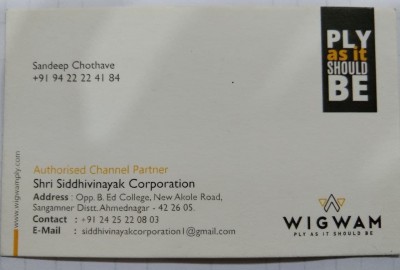 Sandeep Chothave
+91 94 22 22 41 84
PLY
as it
SHOULD
BE
Authorised Channel Partner
Shri Siddhivinayak Corporation
Address : Opp. B. Ed College, New Akole Road,
Sangamner Distt. Ahmednagar - 42 26 05.
Contact : +91 24 25 22 08 03
E-Mail : siddhivinayakcorporation1@gmail.com
www.wigwamply.com
WIGWAM
PLY AS IT SHOULD BE